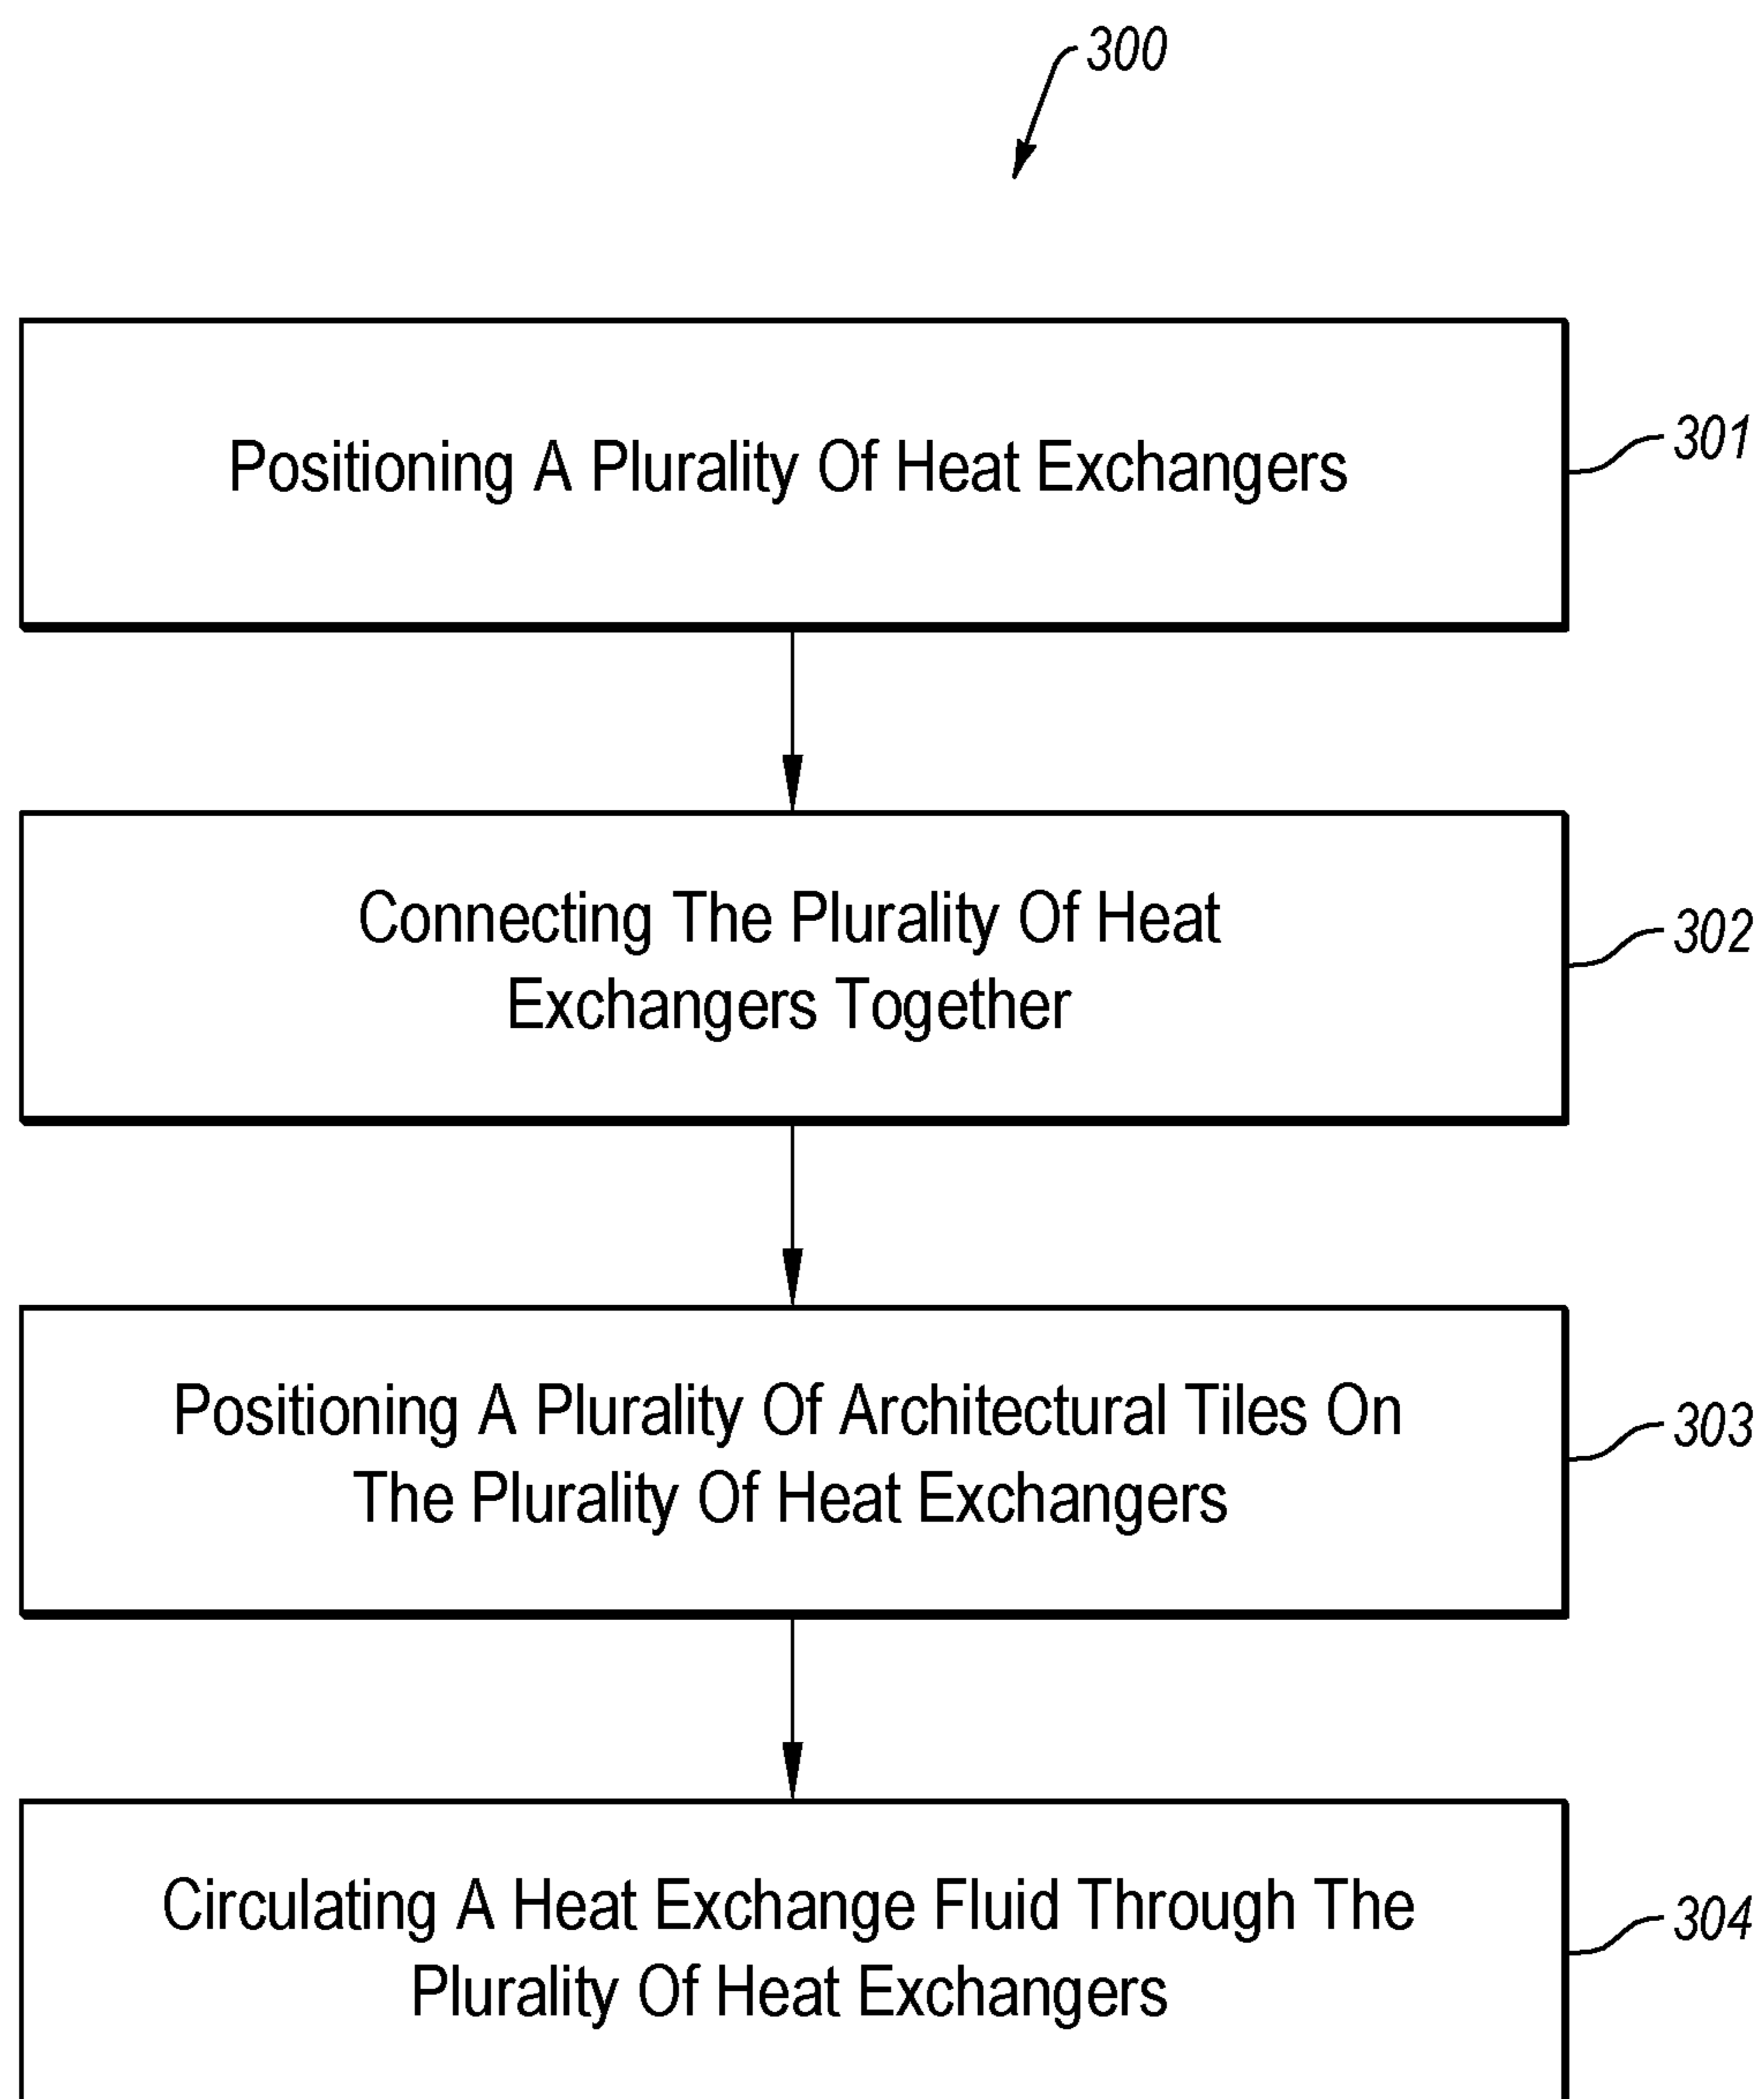 300
Positioning A Plurality Of Heat Exchangers
301
Connecting The Plurality Of Heat
Exchangers Together
302
Positioning A Plurality Of Architectural Tiles On
The Plurality Of Heat Exchangers
303
Circulating A Heat Exchange Fluid Through The
Plurality Of Heat Exchangers
304